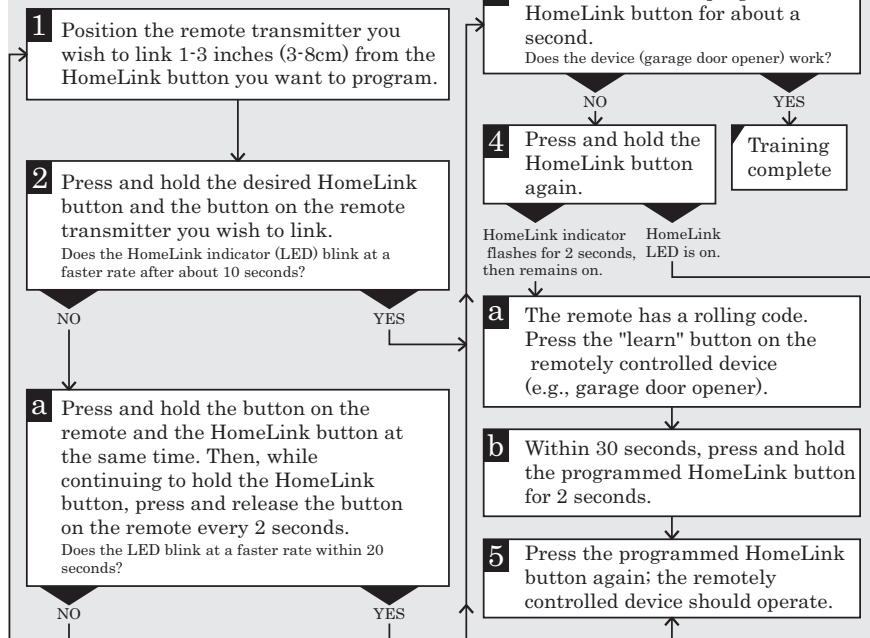 1
Position the remote transmitter you
wish to link 1-3 inches (3-8cm) from the
HomeLink button you want to program.
2
Press and hold the desired HomeLink
button and the button on the remote
transmitter you wish to link.
Does the HomeLink indicator (LED) blink at a
faster rate after about 10 seconds?
NO
YES
a
Press and hold the button on the
remote and the HomeLink button at
the same time. Then, while
continuing to hold the HomeLink
button, press and release the button
on the remote every 2 seconds.
Does the LED blink at a faster rate within 20
seconds?
NO
YES
HomeLink button for about a
second.
Does the device (garage door opener) work?
NO
YES
4
Press and hold the
HomeLink button
again.
Training
complete
HomeLink indicator
flashes for 2 seconds,
then remains on.
HomeLink
LED is on.
a
The remote has a rolling code.
Press the "learn" button on the
remotely controlled device
(e.g., garage door opener).
b
Within 30 seconds, press and hold
the programmed HomeLink button
for 2 seconds.
5
Press the programmed HomeLink
button again; the remotely
controlled device should operate.